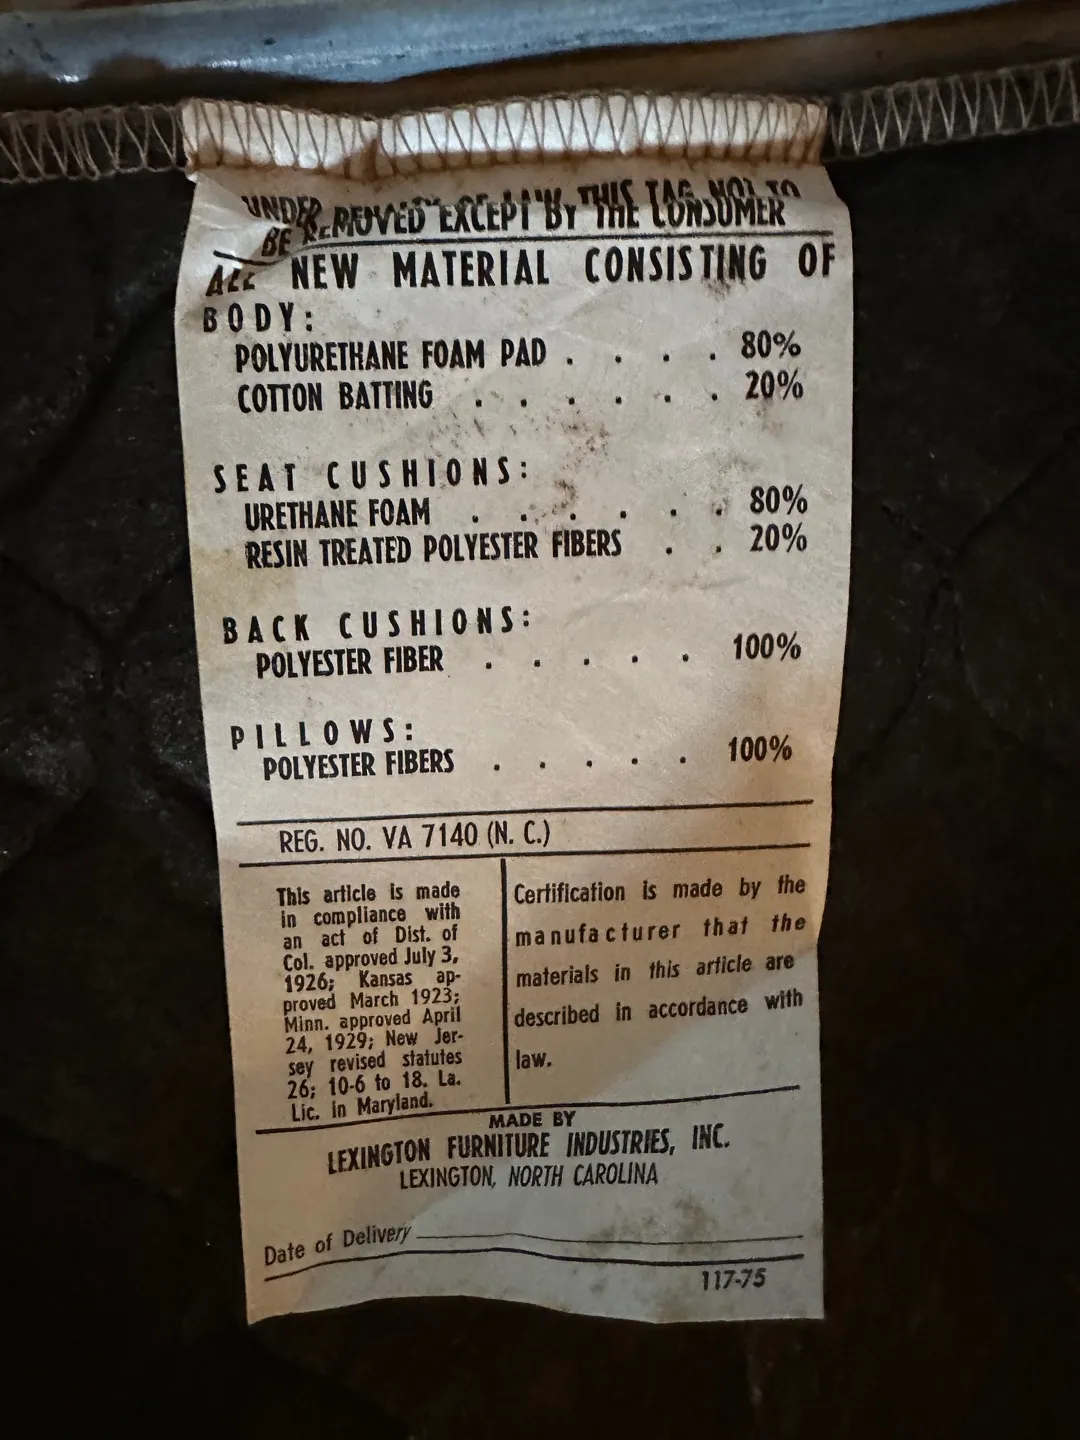 UNDER PENALTY OF LAW THIS TAG NOT TO
BE REMOVED EXCEPT BY THE CONSUMER
ALL NEW MATERIAL CONSISTING OF
BODY:
POLYURETHANE FOAM PAD . . . . 80%
COTTON BATTING . . . . . . 20%
SEAT CUSHIONS:
URETHANE FOAM . . . . . . 80%
RESIN TREATED POLYESTER FIBERS . . 20%
BACK CUSHIONS:
POLYESTER FIBER . . . . . 100%
PILLOWS:
POLYESTER FIBERS . . . . . 100%
REG. NO. VA 7140 (N. C.)
This article is made
in compliance with
an act of Dist. of
Col. approved July 3,
1926; Kansas ap-
proved March 1923;
Minn. approved April
24, 1929; New Jer-
sey revised statutes
26; 10-6 to 18. La.
Lic. in Maryland.
Certification is made by the
manufacturer that the
materials in this article are
described in accordance with
law.
MADE BY
LEXINGTON FURNITURE INDUSTRIES, INC.
LEXINGTON, NORTH CAROLINA
Date of Delivery
117-75